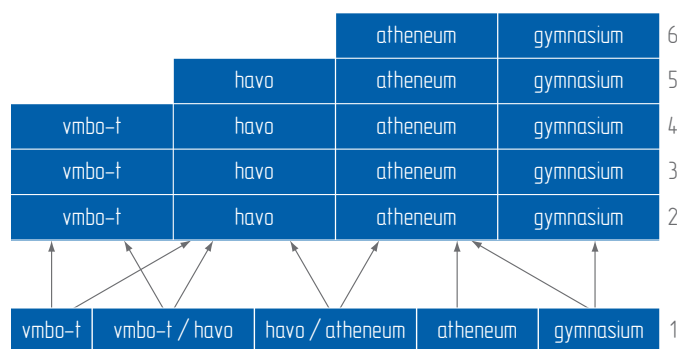 atheneum gymnasium 6
havo atheneum gymnasium 5
vmbo-t havo atheneum gymnasium 4
vmbo-t havo atheneum gymnasium 3
vmbo-t havo atheneum gymnasium 2
vmbo-t vmbo-t / havo havo / atheneum atheneum gymnasium 1